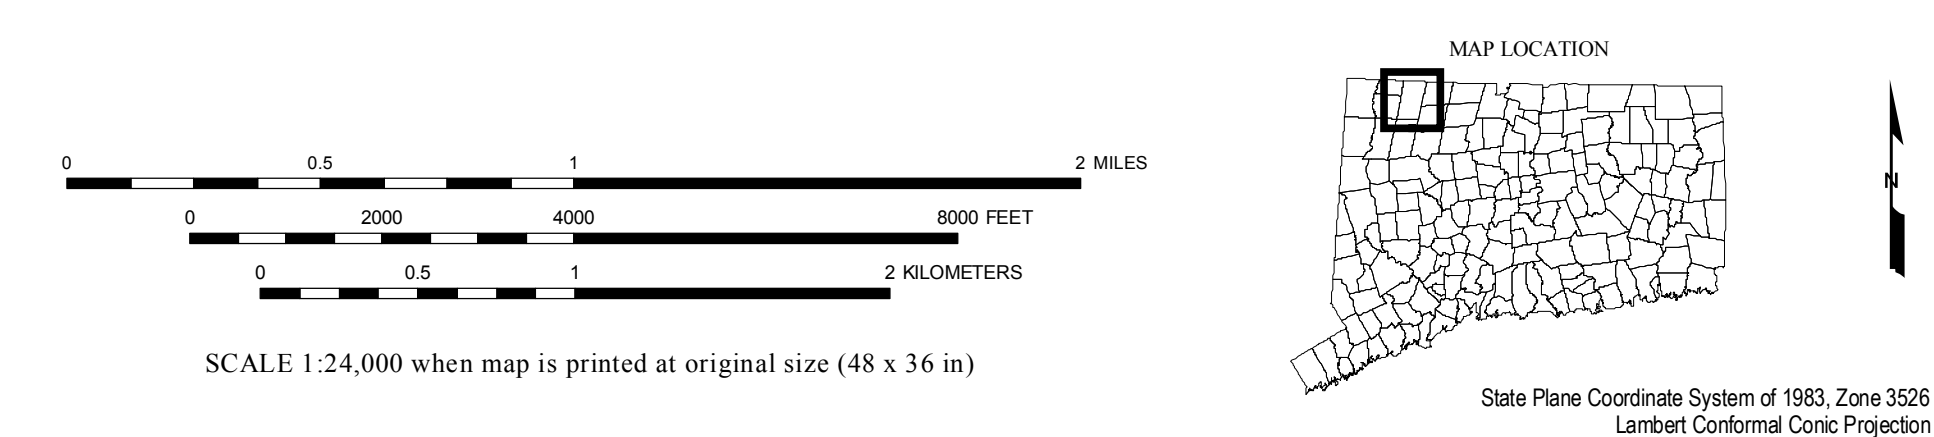 MAP LOCATION
0 0.5 1 2 MILES
0 2000 4000 8000 FEET
0 0.5 1 2 KILOMETERS
SCALE 1:24,000 when map is printed at original size (48 x 36 in)
N
State Plane Coordinate System of 1983, Zone 3526
Lambert Conformal Conic Projection